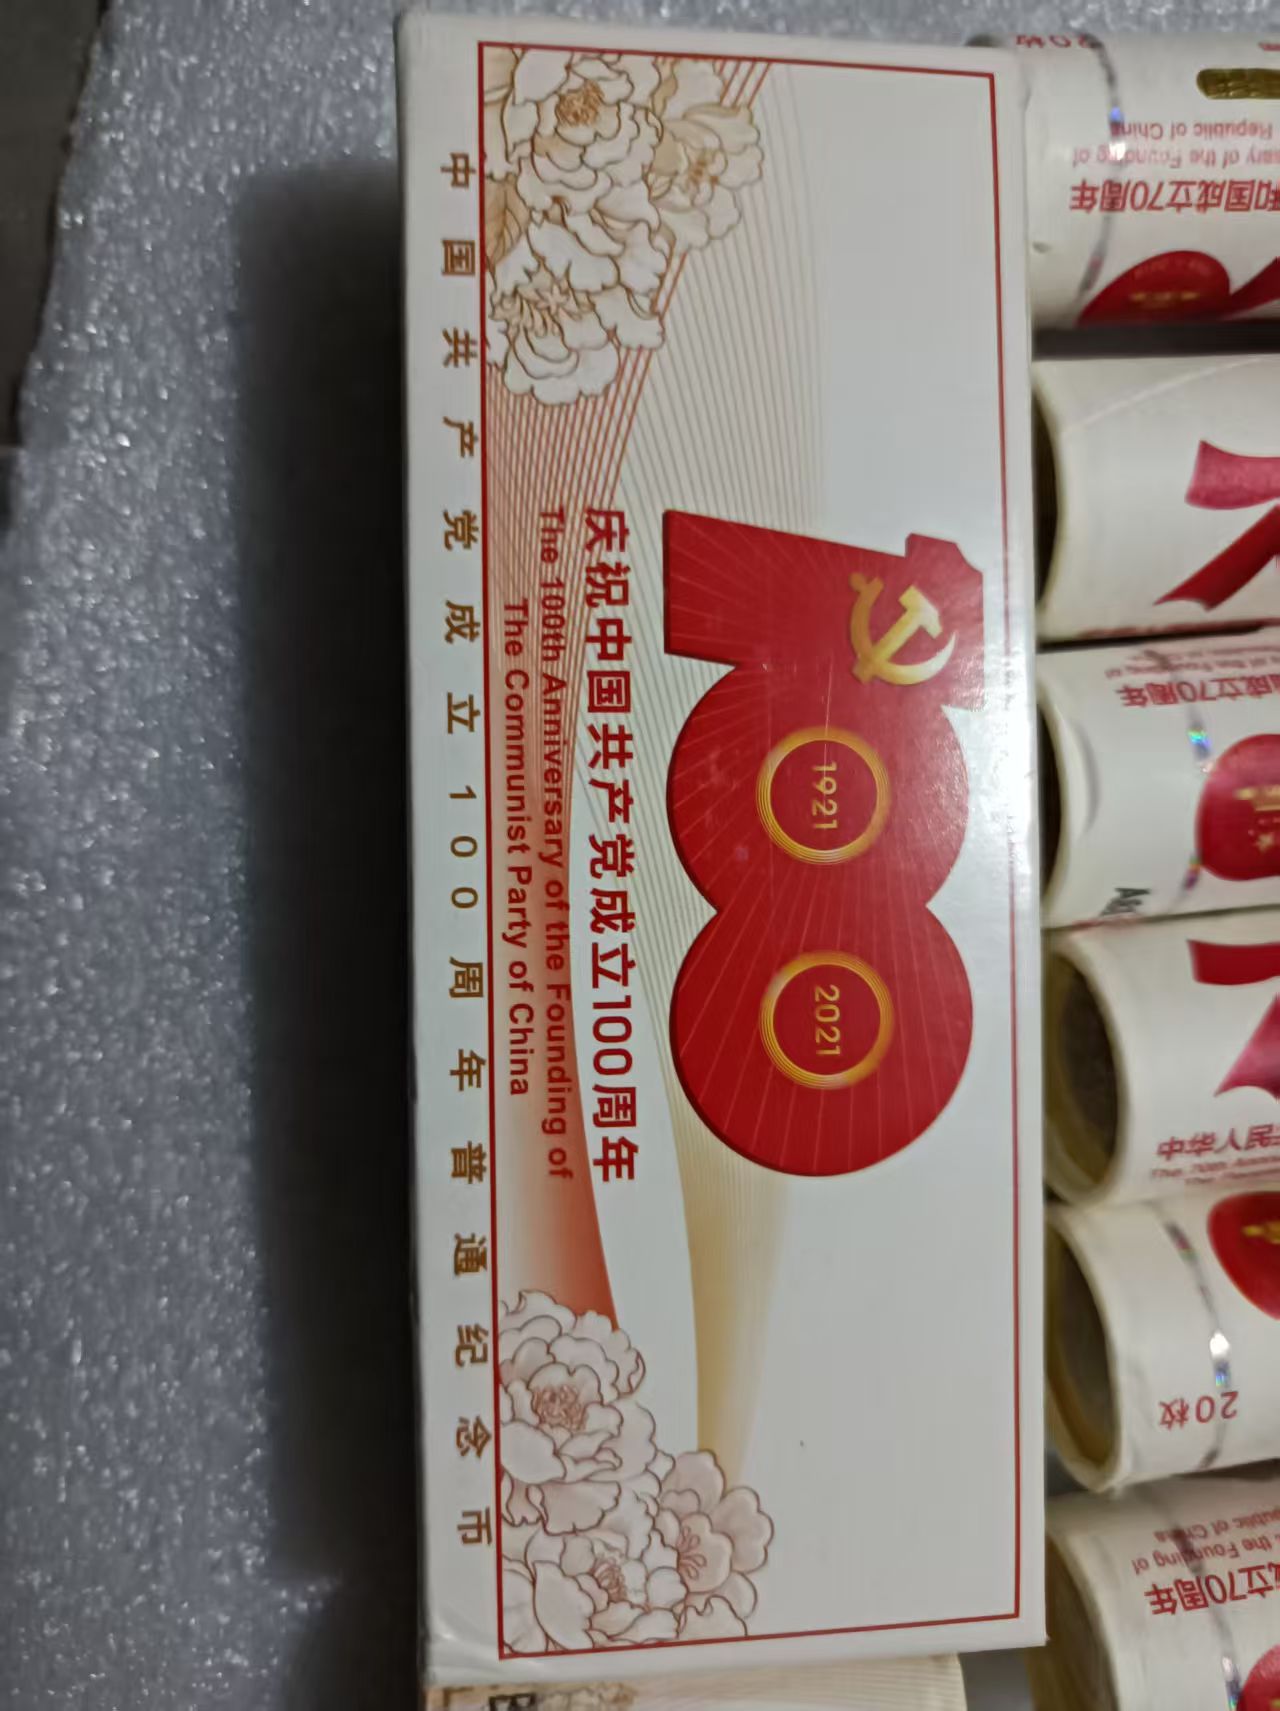 中国共产党成立100周年普通纪念币
庆祝中国共产党成立100周年
The 100th Anniversary of the Founding of
The Communist Party of China
1921
2021
20枚
Republic of China
the Founding of
和国成立70周年
成立70周年
中华人民
20枚
the Founding of
成立70周年